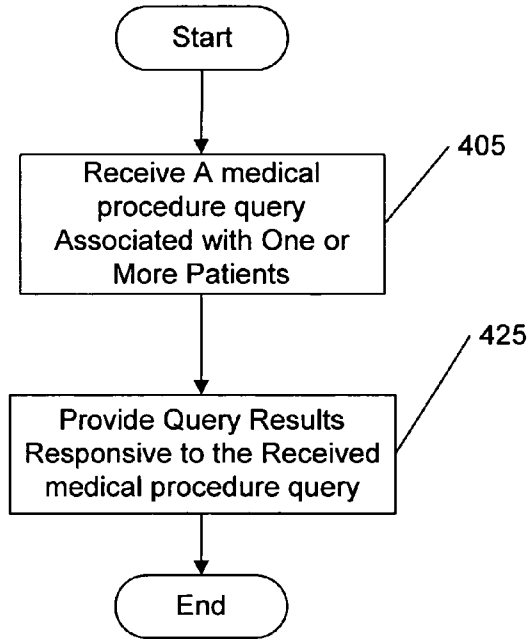 Start
405
Receive A medical
procedure query
Associated with One or
More Patients
425
Provide Query Results
Responsive to the Received
medical procedure query
End